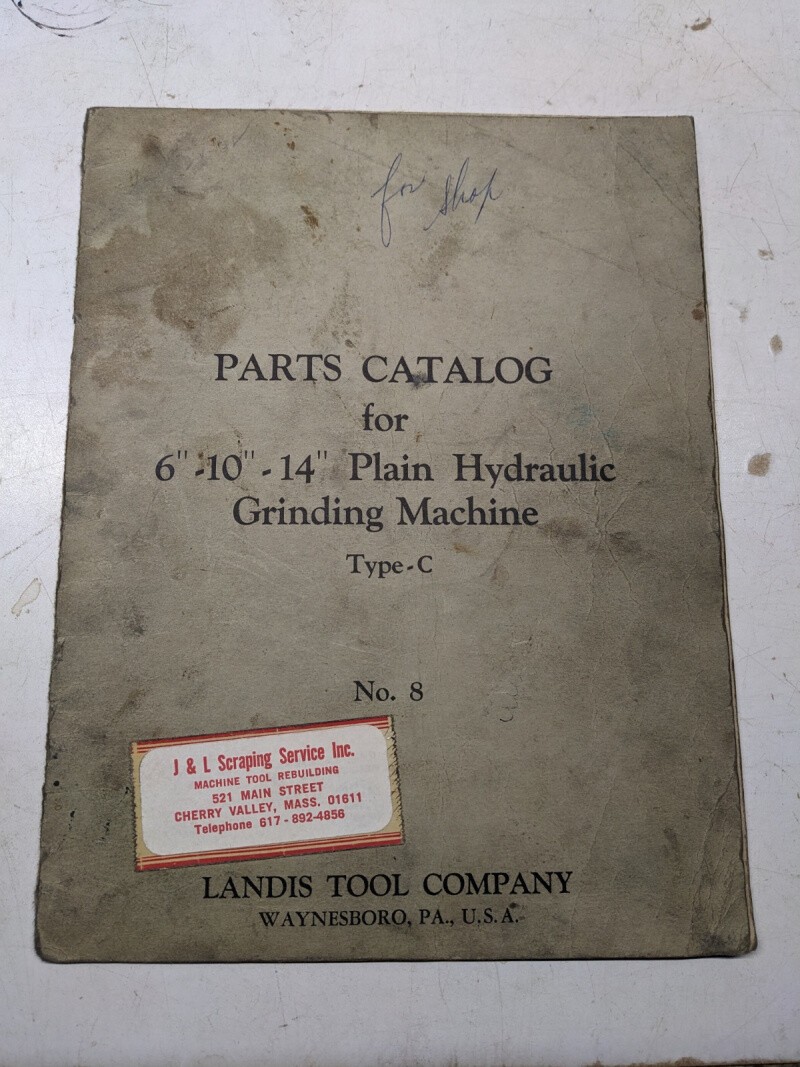 for shop
PARTS CATALOG
for
6"-10"-14" Plain Hydraulic
Grinding Machine
Type-C
No. 8
J & L Scraping Service Inc.
MACHINE TOOL REBUILDING
521 MAIN STREET
CHERRY VALLEY, MASS. 01611
Telephone 617-892-4856
LANDIS TOOL COMPANY
WAYNESBORO, PA., U.S.A.